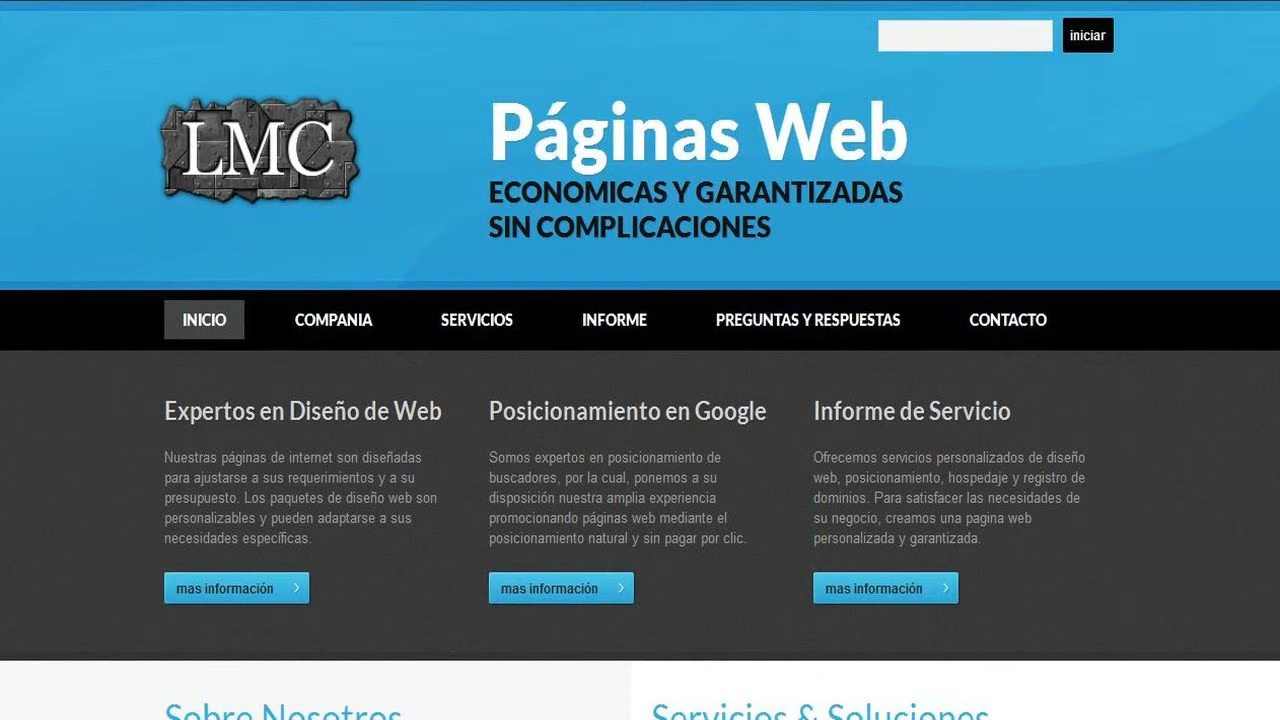 iniciar
LMC
Páginas Web
ECONOMICAS Y GARANTIZADAS
SIN COMPLICACIONES
INICIO COMPANIA SERVICIOS INFORME PREGUNTAS Y RESPUESTAS CONTACTO
Expertos en Diseño de Web
Nuestras páginas de internet son diseñadas
para ajustarse a sus requerimientos y a su
presupuesto. Los paquetes de diseño web son
personalizables y pueden adaptarse a sus
necesidades específicas.
mas información
Posicionamiento en Google
Somos expertos en posicionamiento de
buscadores, por la cual, ponemos a su
disposición nuestra amplia experiencia
promocionando páginas web mediante el
posicionamiento natural y sin pagar por clic.
mas información
Informe de Servicio
Ofrecemos servicios personalizados de diseño
web, posicionamiento, hospedaje y registro de
dominios. Para satisfacer las necesidades de
su negocio, creamos una pagina web
personalizada y garantizada.
mas información
Sobre Nosotros
Servicios & Soluciones